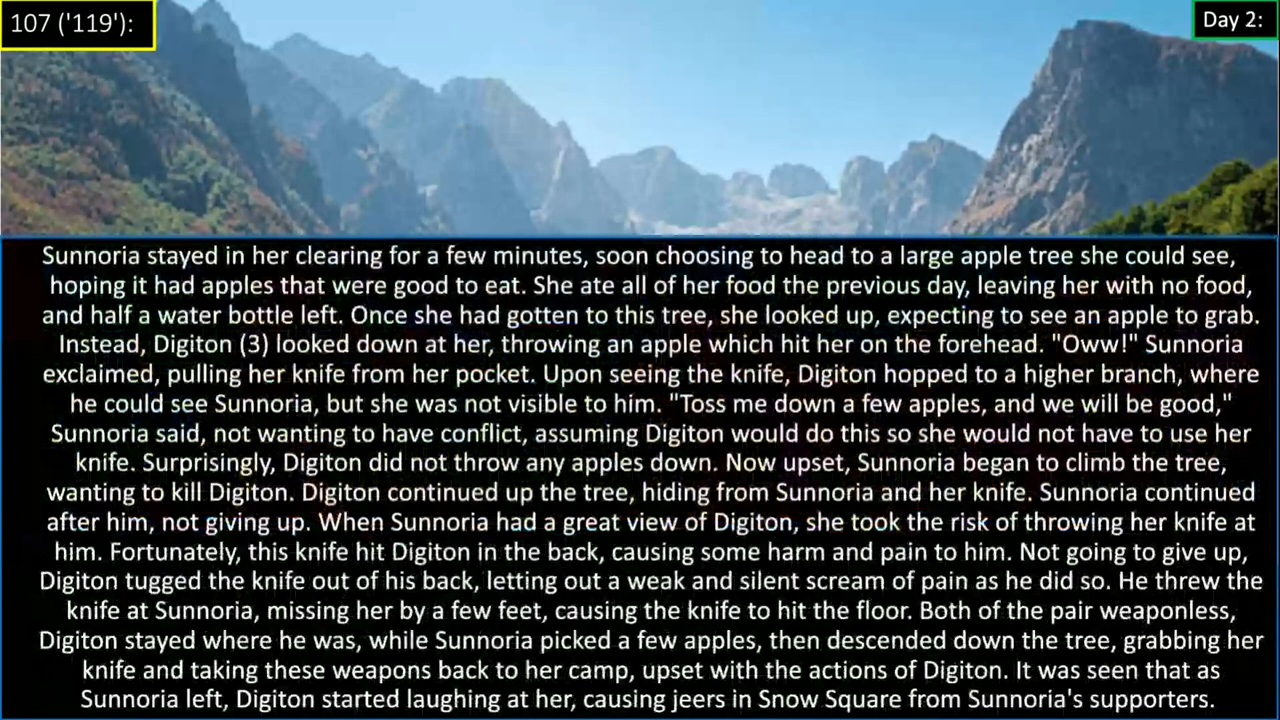 107 ('119'):
Day 2:
Sunnoria stayed in her clearing for a few minutes, soon choosing to head to a large apple tree she could see,
hoping it had apples that were good to eat. She ate all of her food the previous day, leaving her with no food,
and half a water bottle left. Once she had gotten to this tree, she looked up, expecting to see an apple to grab.
Instead, Digiton (3) looked down at her, throwing an apple which hit her on the forehead. "Oww!" Sunnoria
exclaimed, pulling her knife from her pocket. Upon seeing the knife, Digiton hopped to a higher branch, where
he could see Sunnoria, but she was not visible to him. "Toss me down a few apples, and we will be good,"
Sunnoria said, not wanting to have conflict, assuming Digiton would do this so she would not have to use her
knife. Surprisingly, Digiton did not throw any apples down. Now upset, Sunnoria began to climb the tree,
wanting to kill Digiton. Digiton continued up the tree, hiding from Sunnoria and her knife. Sunnoria continued
after him, not giving up. When Sunnoria had a great view of Digiton, she took the risk of throwing her knife at
him. Fortunately, this knife hit Digiton in the back, causing some harm and pain to him. Not going to give up,
Digiton tugged the knife out of his back, letting out a weak and silent scream of pain as he did so. He threw the
knife at Sunnoria, missing her by a few feet, causing the knife to hit the floor. Both of the pair weaponless,
Digiton stayed where he was, while Sunnoria picked a few apples, then descended down the tree, grabbing her
knife and taking these weapons back to her camp, upset with the actions of Digiton. It was seen that as
Sunnoria left, Digiton started laughing at her, causing jeers in Snow Square from Sunnoria's supporters.